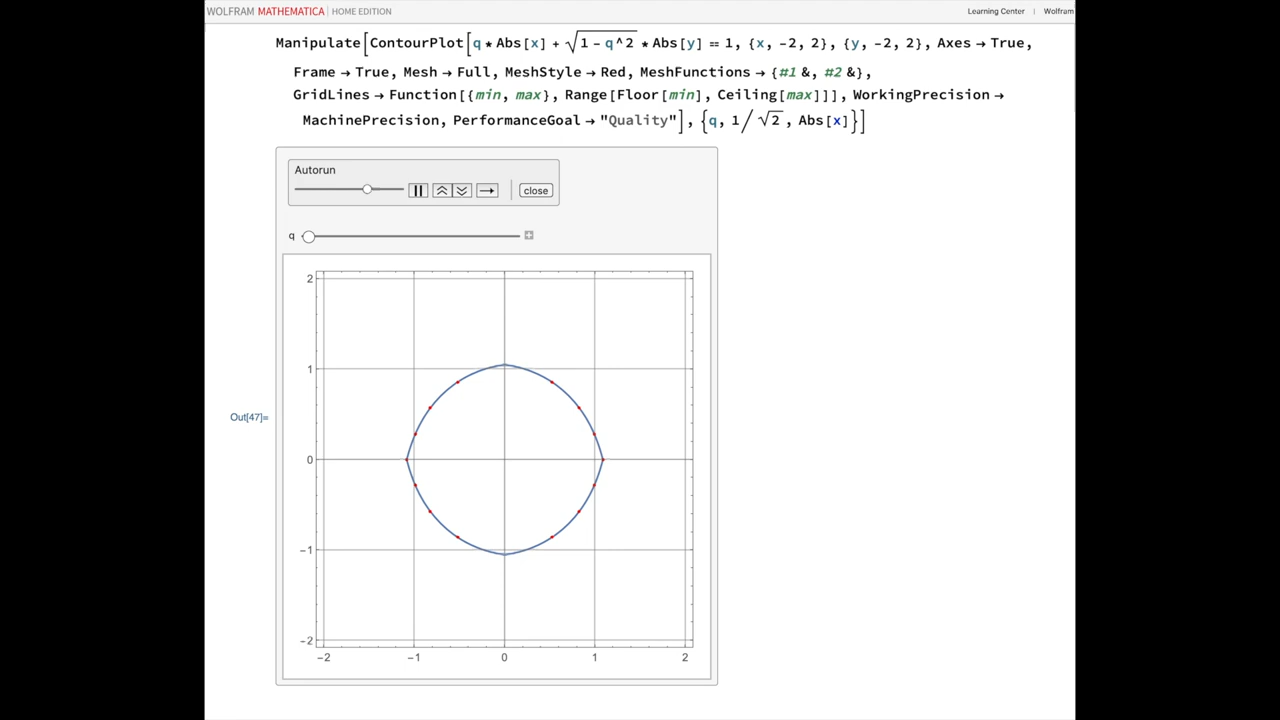 WOLFRAM MATHEMATICA | HOME EDITION
Learning Center | Wolfram
Manipulate[ContourPlot[q * Abs[x] + √(1 - q^2) * Abs[y] == 1, {x, -2, 2}, {y, -2, 2}, Axes → True,
Frame → True, Mesh → Full, MeshStyle → Red, MeshFunctions → {#1 &, #2 &},
GridLines → Function[{min, max}, Range[Floor[min], Ceiling[max]]], WorkingPrecision →
MachinePrecision, PerformanceGoal → "Quality"], {q, 1/√2, Abs[x]}]
Autorun
close
q
Out[47]=
2
1
0
-1
-2
-2 -1 0 1 2